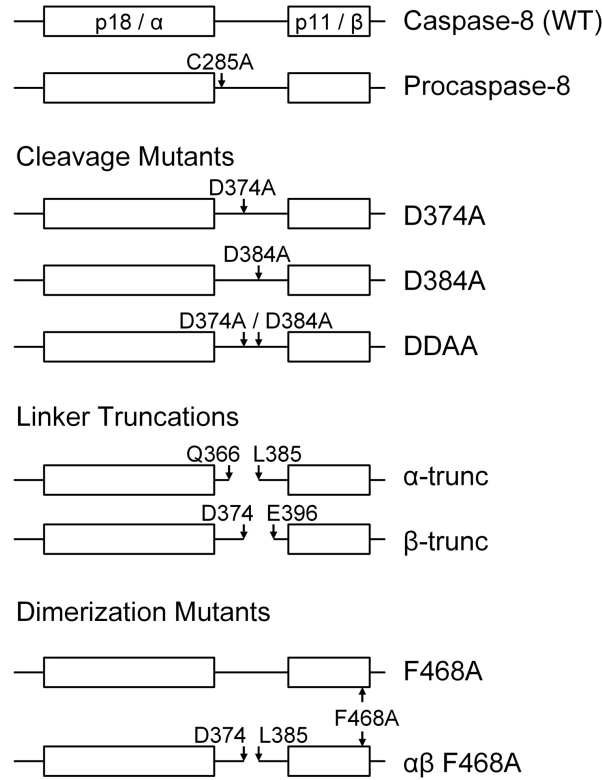 p18 / α p11 / β Caspase-8 (WT)
C285A
Procaspase-8
Cleavage Mutants
D374A
D374A
D384A
D384A
D374A / D384A
DDAA
Linker Truncations
Q366 L385
α-trunc
D374 E396
β-trunc
Dimerization Mutants
F468A
F468A
D374 L385
αβ F468A